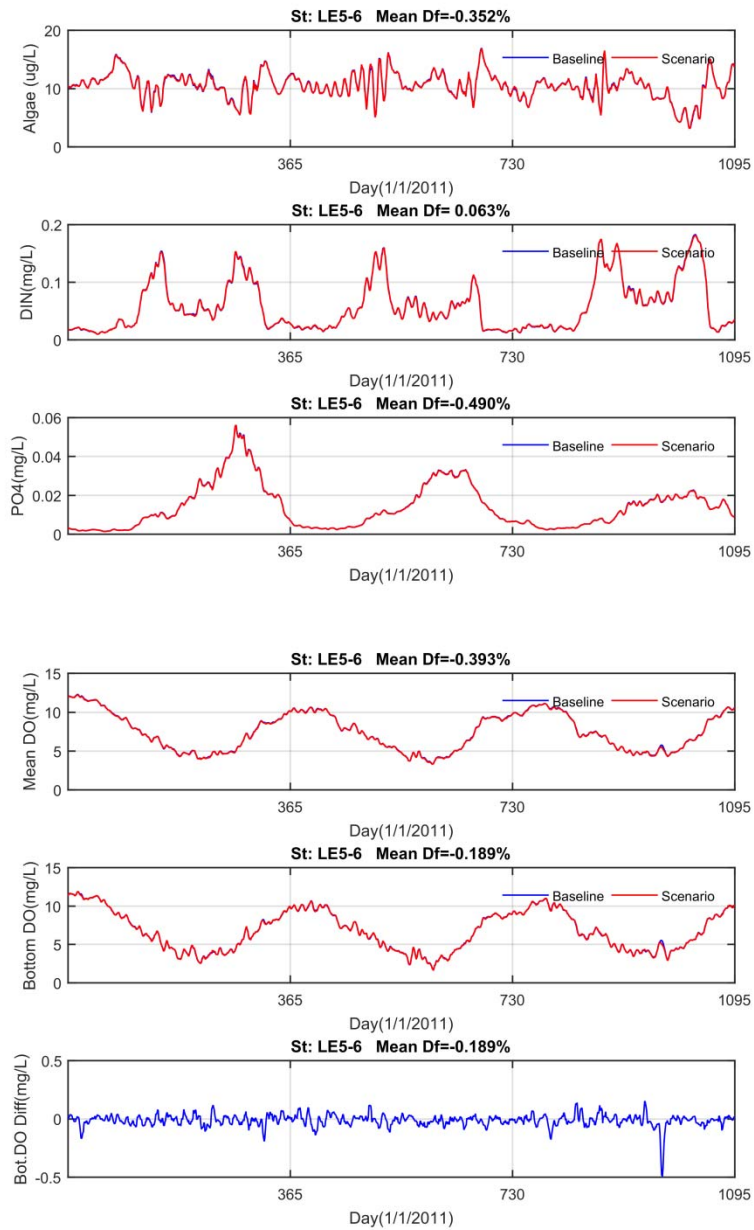 St: LE5-6 Mean Df=-0.352%
20
10
0
Algae (ug/L)
Baseline Scenario
365 730 1095
Day(1/1/2011)
St: LE5-6 Mean Df= 0.063%
0.2
0.1
0
DIN(mg/L)
Baseline Scenario
365 730 1095
Day(1/1/2011)
St: LE5-6 Mean Df=-0.490%
0.06
0.04
0.02
0
PO4(mg/L)
Baseline Scenario
365 730 1095
Day(1/1/2011)
St: LE5-6 Mean Df=-0.393%
15
10
5
0
Mean DO(mg/L)
Baseline Scenario
365 730 1095
Day(1/1/2011)
St: LE5-6 Mean Df=-0.189%
15
10
5
0
Bottom DO(mg/L)
Baseline Scenario
365 730 1095
Day(1/1/2011)
St: LE5-6 Mean Df=-0.189%
0.5
0
-0.5
Bot.DO Diff(mg/L)
365 730 1095
Day(1/1/2011)